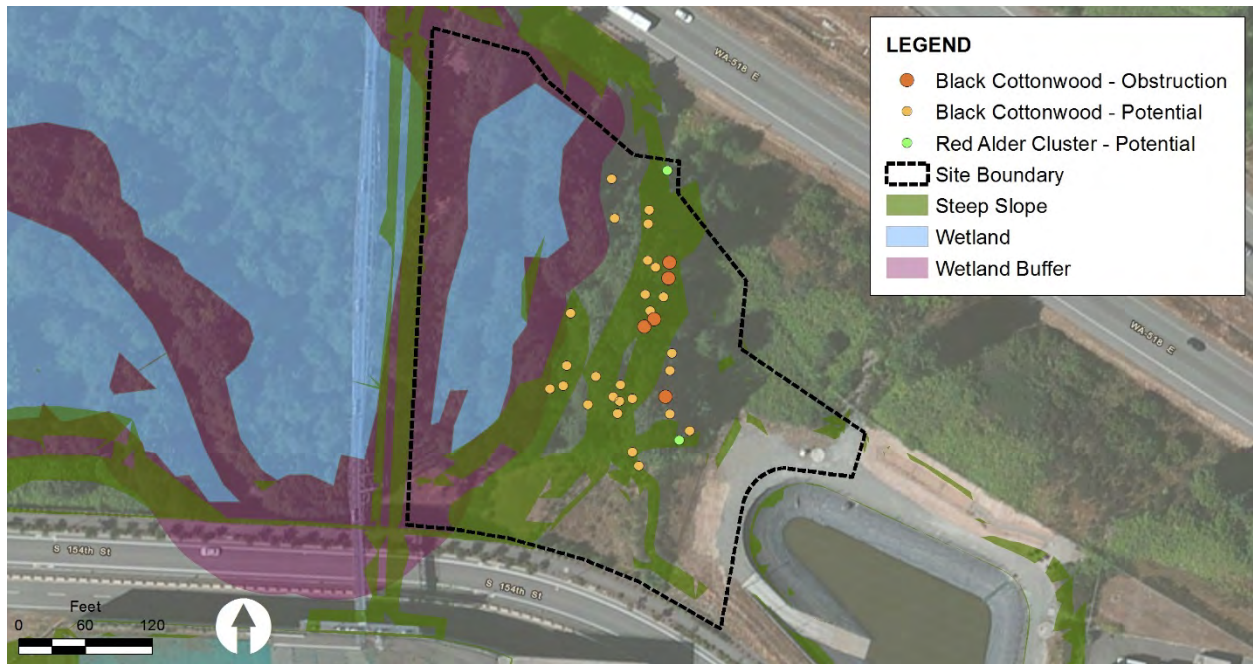 WA-518 E
LEGEND
Black Cottonwood - Obstruction
Black Cottonwood - Potential
Red Alder Cluster - Potential
Site Boundary
Steep Slope
Wetland
Wetland Buffer
WA-518 E
S 154th St
S 154th St
Feet
0 60 120